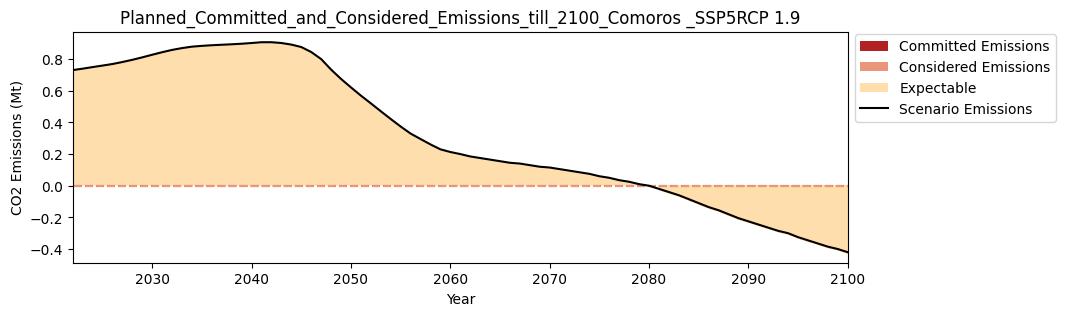 Planned_Committed_and_Considered_Emissions_till_2100_Comoros _SSP5RCP 1.9
CO2 Emissions (Mt)
0.8
0.6
0.4
0.2
0.0
−0.2
−0.4
2030 2040 2050 2060 2070 2080 2090 2100
Year
Committed Emissions
Considered Emissions
Expectable
Scenario Emissions